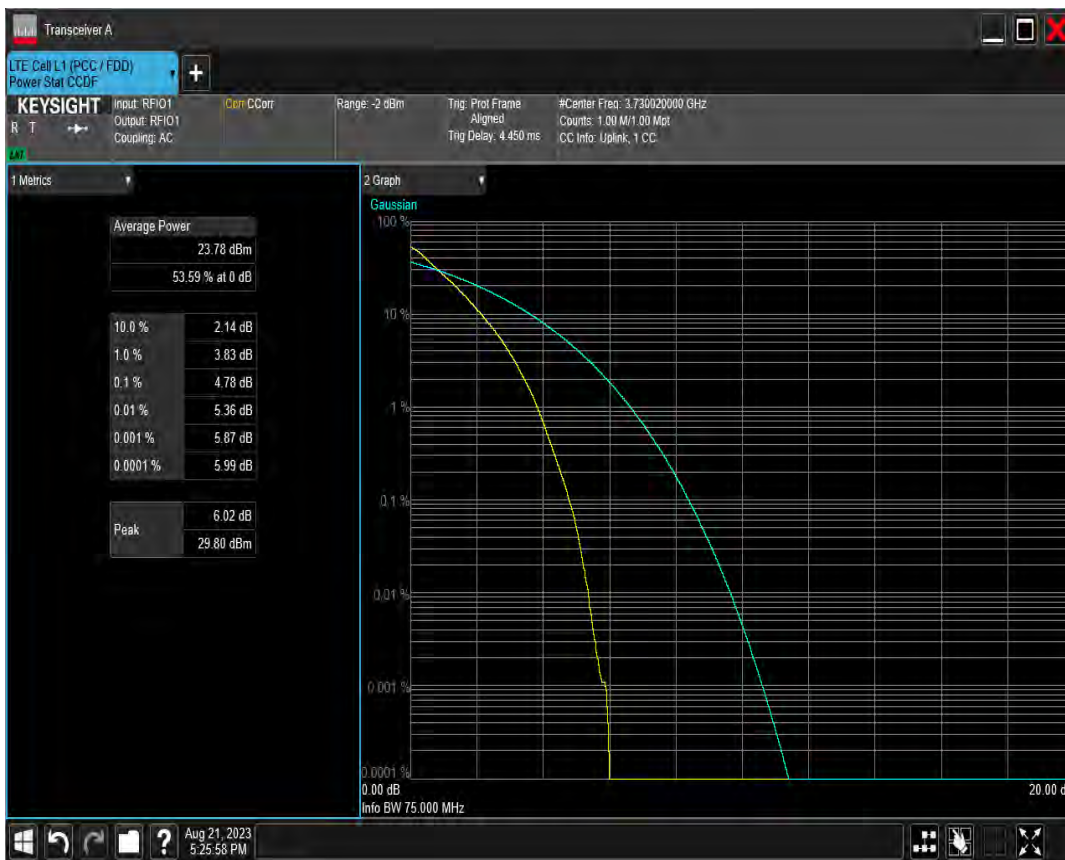 Transceiver A
LTE Cell L1 (PCC / FDD)
Power Stat CCDF
+
KEYSIGHT
R T
LNI
Input: RFIO1
Output: RFIO1
Coupling: AC
Corr CCorr
Range: -2 dBm
Trig: Prot Frame
Aligned
Trig Delay: 4.450 ms
#Center Freq: 3.730020000 GHz
Counts: 1.00 M/1.00 Mpt
CC Info: Uplink, 1 CC
1 Metrics
Average Power
23.78 dBm
53.59 % at 0 dB
10.0 % 2.14 dB
1.0 % 3.83 dB
0.1 % 4.78 dB
0.01 % 5.36 dB
0.001 % 5.87 dB
0.0001 % 5.99 dB
Peak
6.02 dB
29.80 dBm
2 Graph
Gaussian
100 %
10 %
1 %
0.1 %
0.01 %
0.001 %
0.0001 %
0.00 dB
20.00 d
Info BW 75.000 MHz
?
Aug 21, 2023
5:25:58 PM